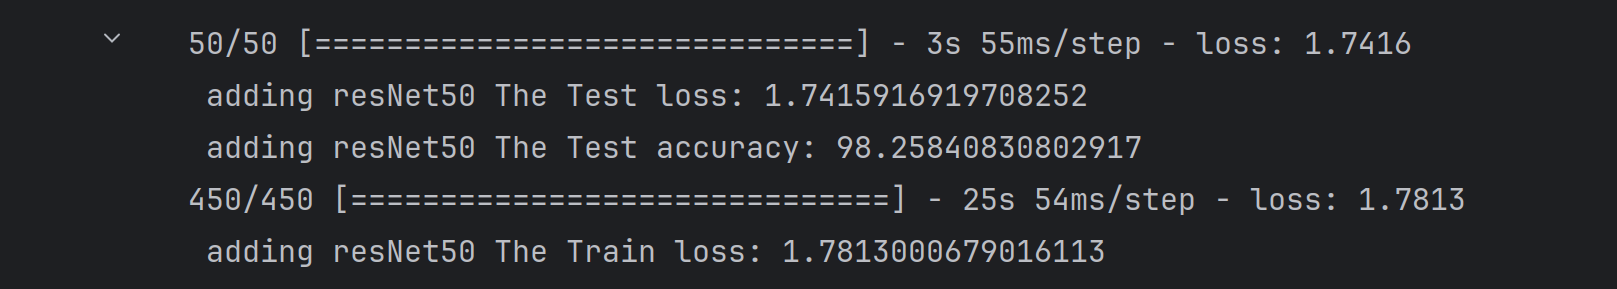 50/50 [==============================] - 3s 55ms/step - loss: 1.7416
adding resNet50 The Test loss: 1.7415916919708252
adding resNet50 The Test accuracy: 98.25840830802917
450/450 [==============================] - 25s 54ms/step - loss: 1.7813
adding resNet50 The Train loss: 1.7813000679016113